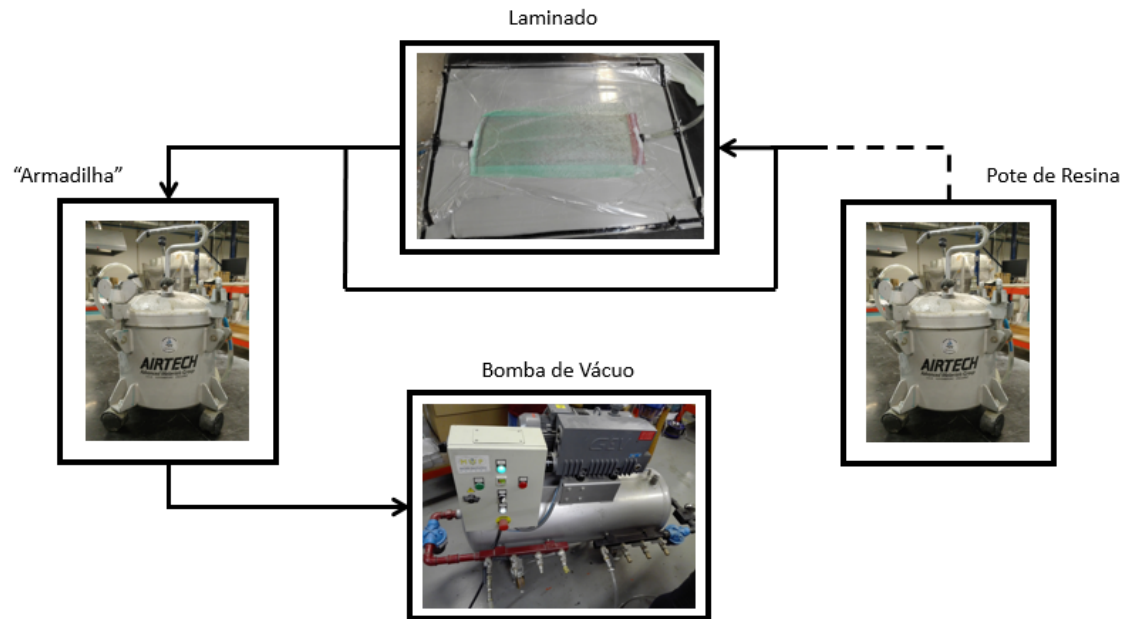 Laminado
“Armadilha”
Pote de Resina
AIRTECH
AIRTECH
Bomba de Vácuo